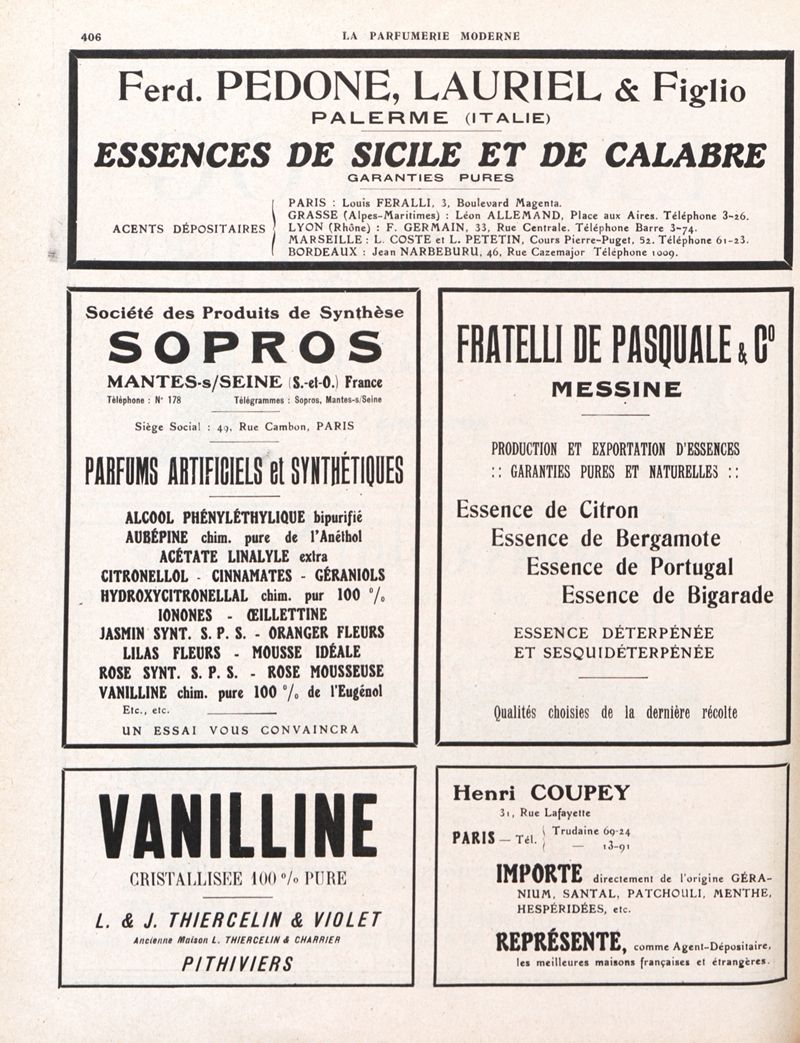 406
LA PARFUMERIE MODERNE
Ferd. PEDONE, LAURIEL & Figlio
PALERME (ITALIE)
ESSENCES DE SICILE ET DE CALABRE
GARANTIES PURES
ACENTS DÉPOSITAIRES
PARIS : Louis FERALLI, 3, Boulevard Magenta.
GRASSE (Alpes-Maritimes) : Léon ALLEMAND, Place aux Aires. Téléphone 3-26.
LYON (Rhône) : F. GERMAIN, 33, Rue Centrale. Téléphone Barre 3-74.
MARSEILLE : L. COSTE et L. PETETIN, Cours Pierre-Puget, 52. Téléphone 61-23.
BORDEAUX : Jean NARBEBURU, 46, Rue Cazemajor Téléphone 1009.
Société des Produits de Synthèse
SOPROS
MANTES-s/SEINE (S.-et-O.) France
Téléphone : N° 178 Télégrammes : Sopros, Mantes-s/Seine
Siège Social : 49, Rue Cambon, PARIS
PARFUMS ARTIFICIELS et SYNTHÉTIQUES
ALCOOL PHÉNYLÉTHYLIQUE bipurifié
AUBÉPINE chim. pure de l'Anéthol
ACÉTATE LINALYLE extra
CITRONELLOL - CINNAMATES - GÉRANIOLS
HYDROXYCITRONELLAL chim. pur 100 %
IONONES - ŒILLETTINE
JASMIN SYNT. S. P. S. - ORANGER FLEURS
LILAS FLEURS - MOUSSE IDÉALE
ROSE SYNT. S. P. S. - ROSE MOUSSEUSE
VANILLINE chim. pure 100 % de l'Eugénol
Etc., etc.
UN ESSAI VOUS CONVAINCRA
FRATELLI DE PASQUALE & Cº
MESSINE
PRODUCTION ET EXPORTATION D'ESSENCES
:: GARANTIES PURES ET NATURELLES ::
Essence de Citron
Essence de Bergamote
Essence de Portugal
Essence de Bigarade
ESSENCE DÉTERPÉNÉE
ET SESQUIDÉTERPÉNÉE
Qualités choisies de la dernière récolte
VANILLINE
CRISTALLISEE 100 % PURE
L. & J. THIERCELIN & VIOLET
Ancienne Maison L. THIERCELIN & CHARRIER
PITHIVIERS
Henri COUPEY
31, Rue Lafayette
PARIS — Tél. { Trudaine 69-24
— 13-91
IMPORTE directement de l'origine GÉRA-
NIUM, SANTAL, PATCHOULI, MENTHE,
HESPÉRIDÉES, etc.
REPRÉSENTE, comme Agent-Dépositaire,
les meilleures maisons françaises et étrangères.